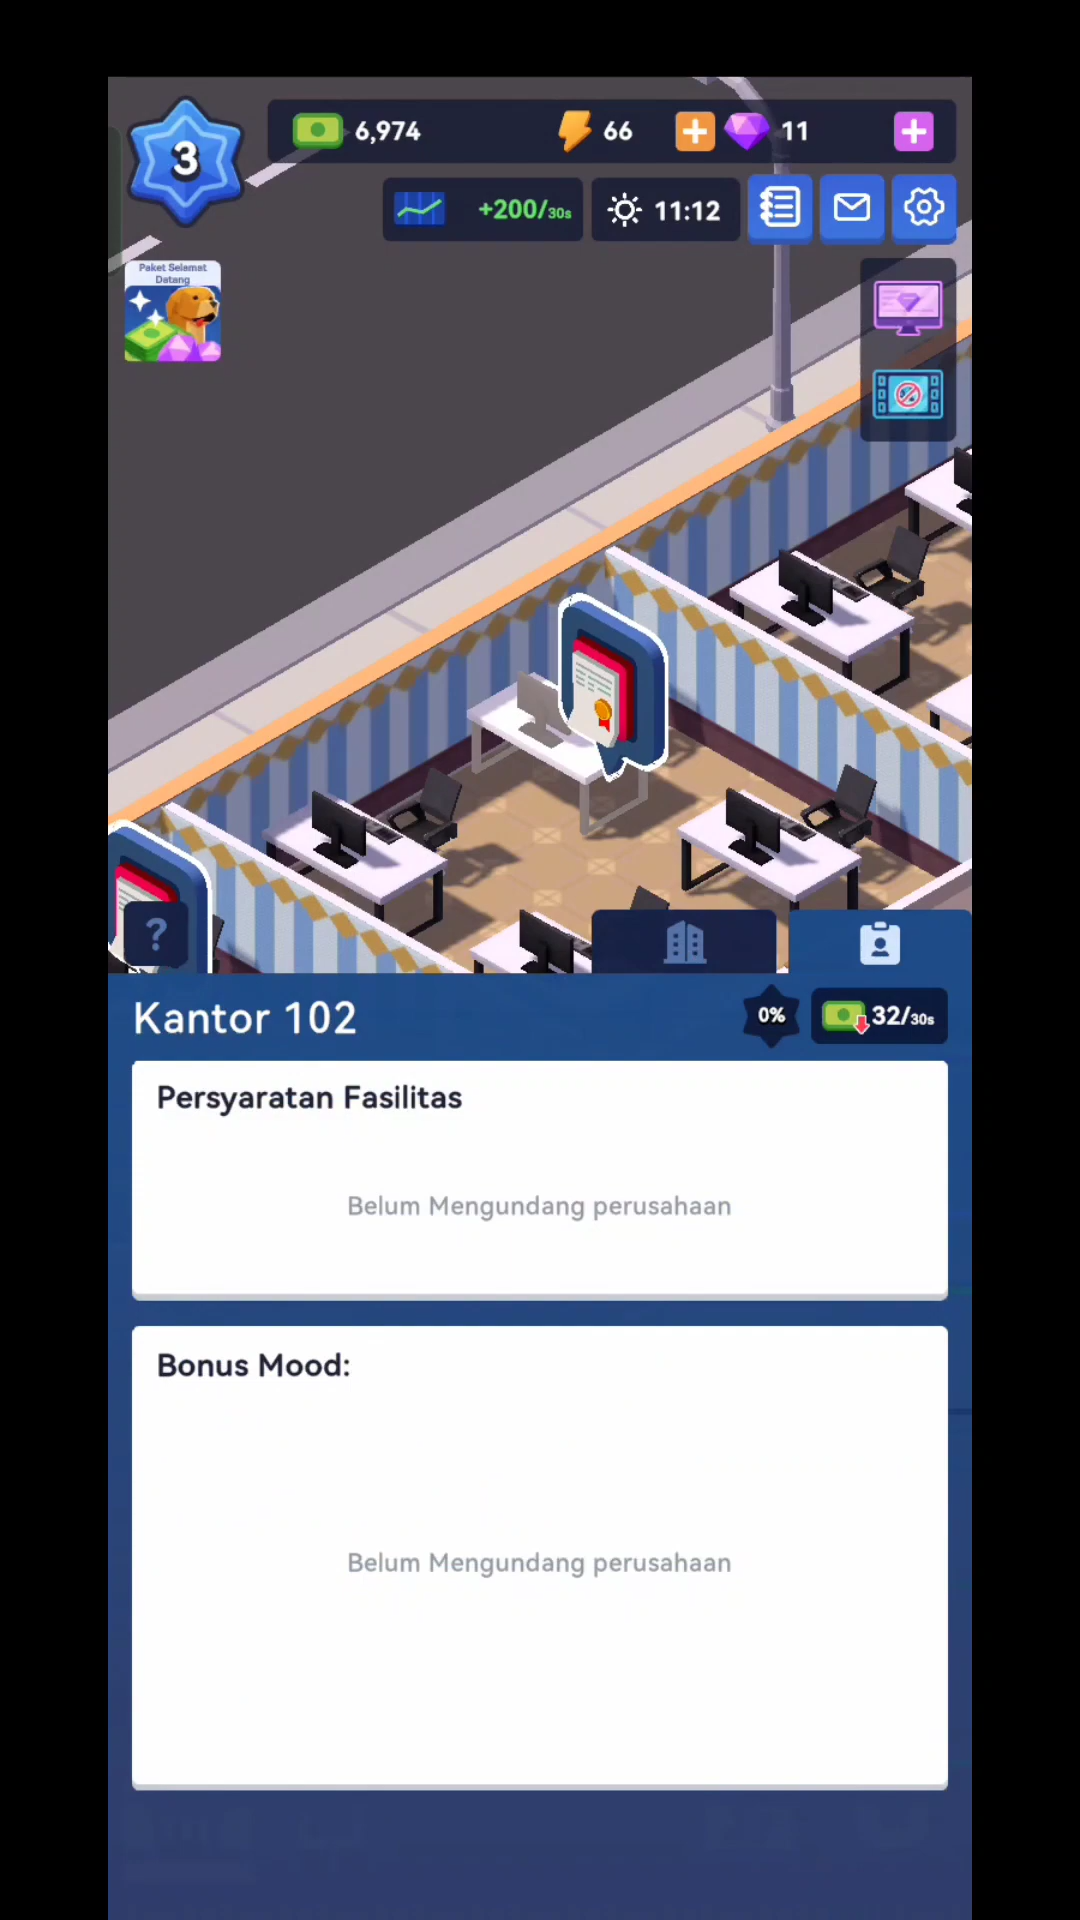 3
6,974
66
11
+200/30s
11:12
Paket Selamat
Datang
?
Kantor 102
0%
32/30s
Persyaratan Fasilitas
Belum Mengundang perusahaan
Bonus Mood:
Belum Mengundang perusahaan